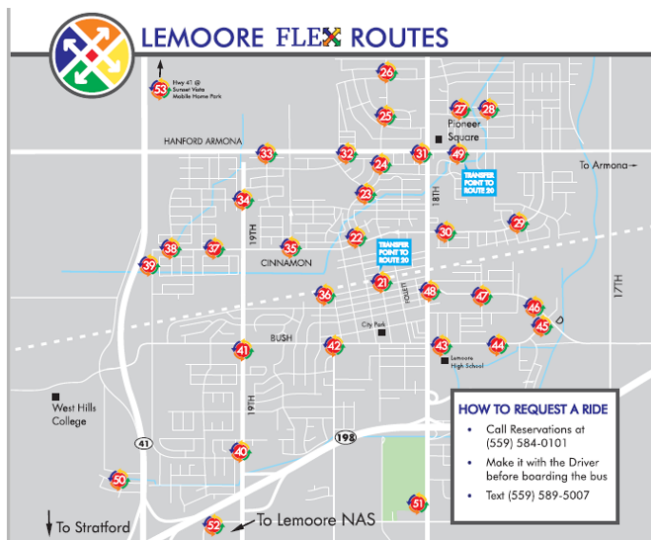 LEMOORE FLEX ROUTES
26
53
Hwy 41 @
Sunset Vista
Mobile Home Park
25
27
28
Pioneer
Square
HANFORD ARMONA
33
32
24
31
49
To Armona
TRANSFER
POINT TO
ROUTE 20
34
23
18TH
19TH
22
30
29
38
37
35
39
CINNAMON
TRANSFER
POINT TO
ROUTE 20
17TH
21
FOLLETT
36
48
47
46
45
D
City Park
BUSH
41
42
43
44
Lemoore
High School
West Hills
College
19TH
41
198
40
50
51
52
To Stratford
To Lemoore NAS
HOW TO REQUEST A RIDE
• Call Reservations at
(559) 584-0101
• Make it with the Driver
before boarding the bus
• Text (559) 589-5007